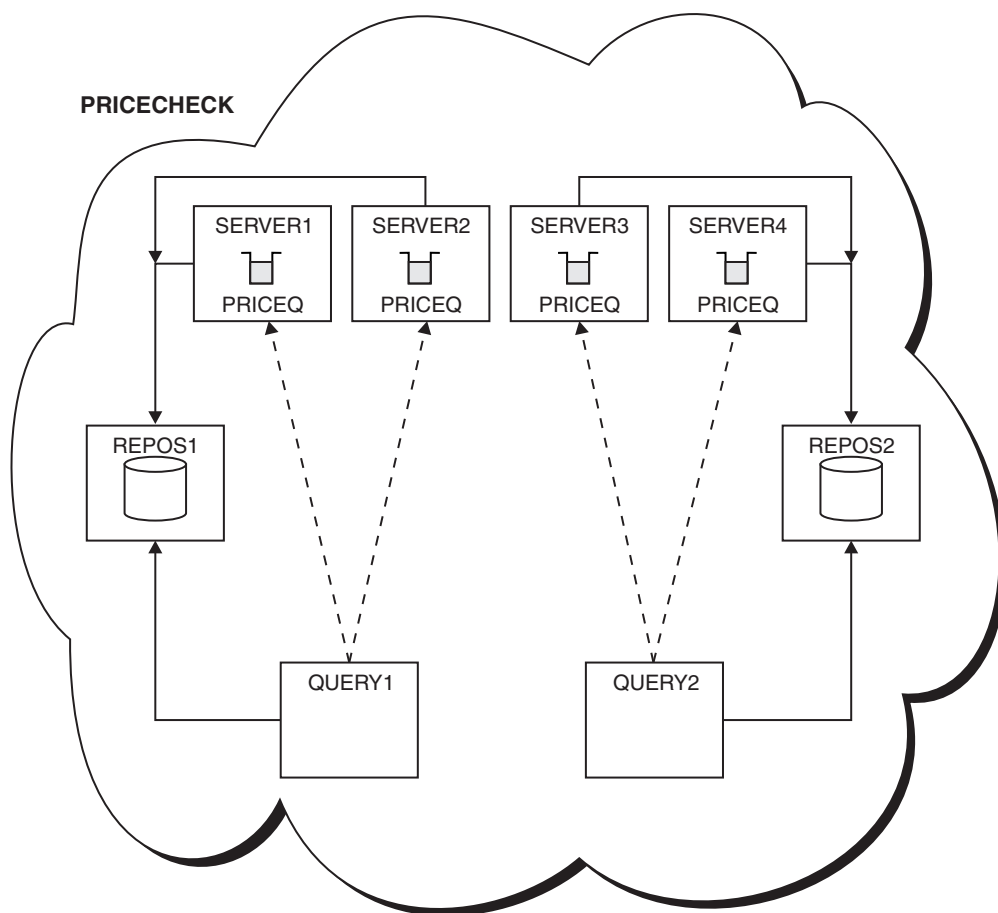 PRICECHECK
SERVER1
PRICEQ
SERVER2
PRICEQ
SERVER3
PRICEQ
SERVER4
PRICEQ
REPOS1
REPOS2
QUERY1
QUERY2